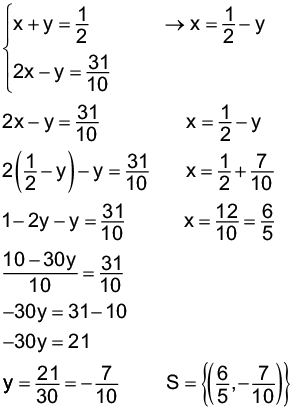 x + y = 1/2 → x = 1/2 − y
2x − y = 31/10
2x − y = 31/10 x = 1/2 − y
2(1/2 − y) − y = 31/10 x = 1/2 + 7/10
1 − 2y − y = 31/10 x = 12/10 = 6/5
(10 − 30y)/10 = 31/10
−30y = 31 − 10
−30y = 21
y = 21/30 = −7/10 S = {(6/5, −7/10)}